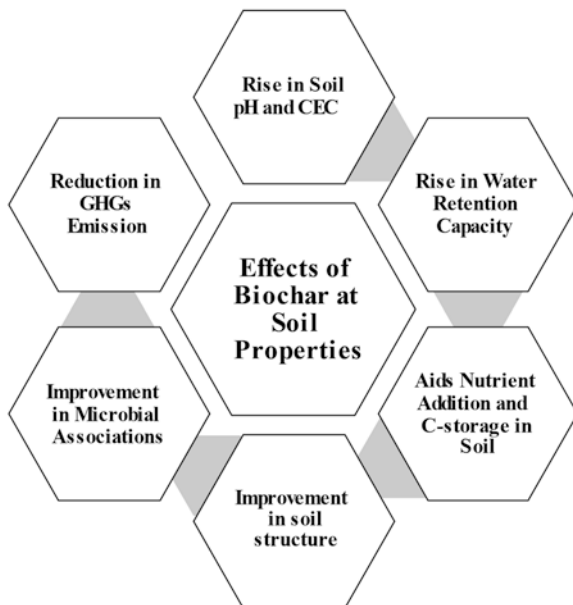 Rise in Soil
pH and CEC
Rise in Water
Retention
Capacity
Aids Nutrient
Addition and
C-storage in
Soil
Improvement
in soil
structure
Improvement
in Microbial
Associations
Reduction in
GHGs
Emission
Effects of
Biochar at
Soil
Properties